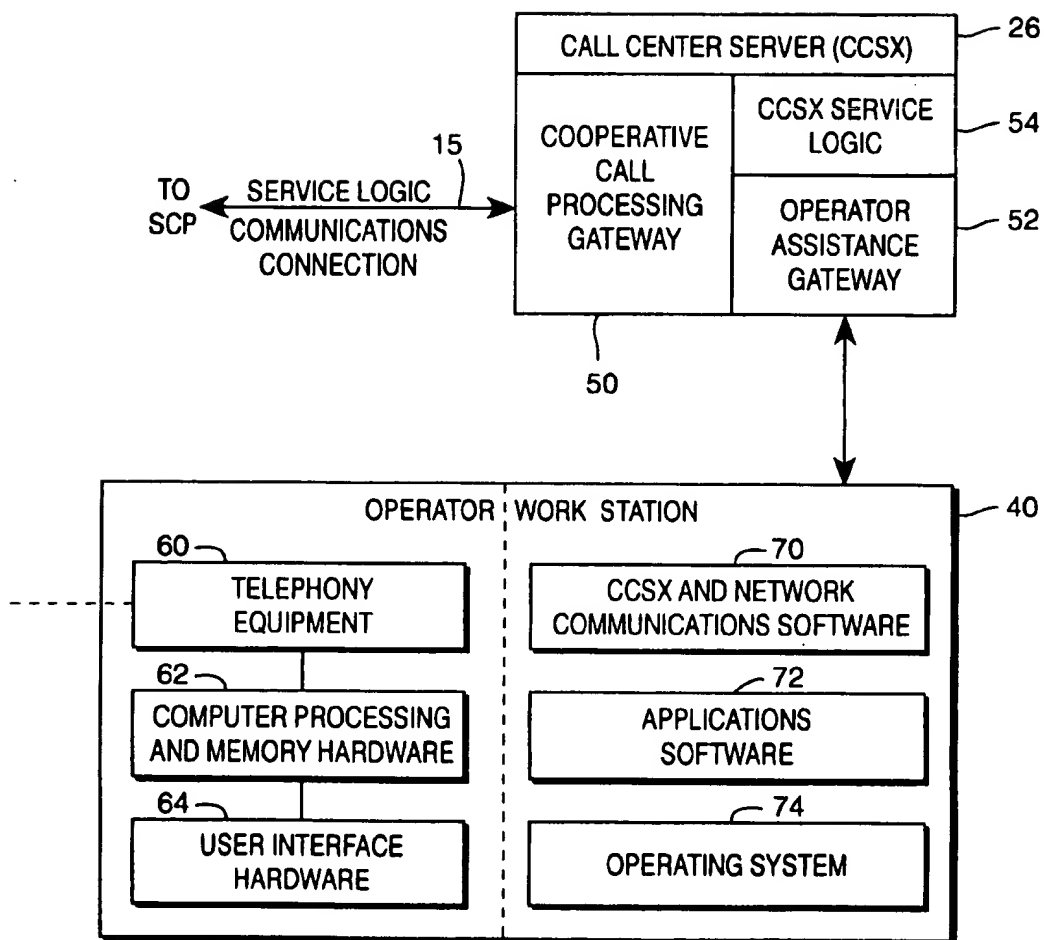 CALL CENTER SERVER (CCSX)
26
COOPERATIVE
CALL
PROCESSING
GATEWAY
CCSX SERVICE
LOGIC
54
OPERATOR
ASSISTANCE
GATEWAY
52
50
15
TO
SCP
SERVICE LOGIC
COMMUNICATIONS
CONNECTION
OPERATOR WORK STATION
40
60
TELEPHONY
EQUIPMENT
62
COMPUTER PROCESSING
AND MEMORY HARDWARE
64
USER INTERFACE
HARDWARE
70
CCSX AND NETWORK
COMMUNICATIONS SOFTWARE
72
APPLICATIONS
SOFTWARE
74
OPERATING SYSTEM